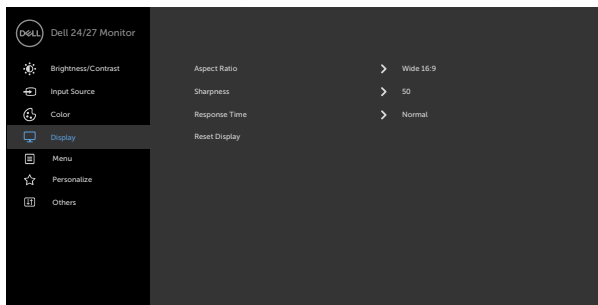 DELL Dell 24/27 Monitor
Brightness/Contrast
Input Source
Color
Display
Menu
Personalize
Others
Aspect Ratio Wide 16:9
Sharpness 50
Response Time Normal
Reset Display